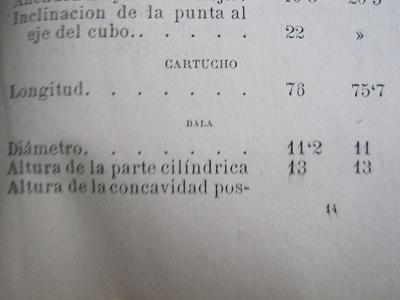 Inclinacion de la punta al
eje del cubo.. . . . . 22 »
CARTUCHO
Longitud. . . . . . . 76 75‘7
BALA
Diámetro. . . . . . . 11‘2 11
Altura de la parte cilíndrica 13 13
Altura de la concavidad pos-
14